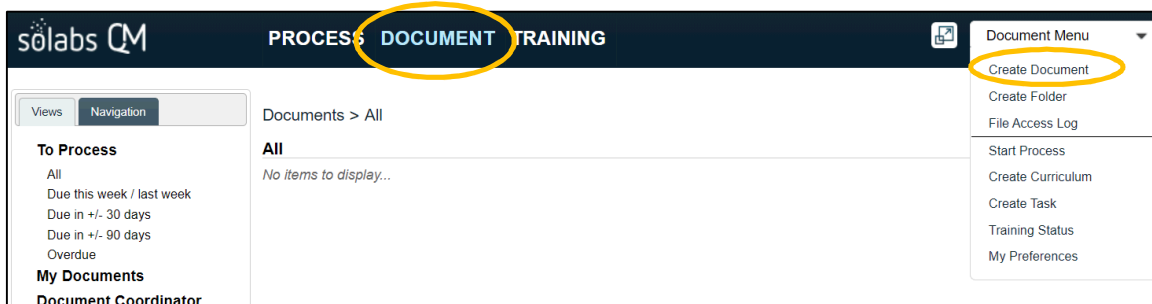 sölabs QM
PROCESS DOCUMENT TRAINING
Document Menu
Create Document
Create Folder
File Access Log
Start Process
Create Curriculum
Create Task
Training Status
My Preferences
Views Navigation
To Process
All
Due this week / last week
Due in +/- 30 days
Due in +/- 90 days
Overdue
My Documents
Document Coordinator
Documents > All
All
No items to display...